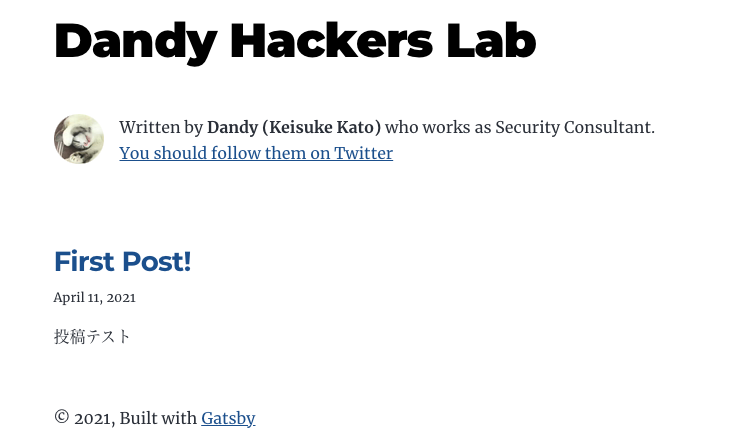 Dandy Hackers Lab
Written by Dandy (Keisuke Kato) who works as Security Consultant.
You should follow them on Twitter
First Post!
April 11, 2021
投稿テスト
© 2021, Built with Gatsby